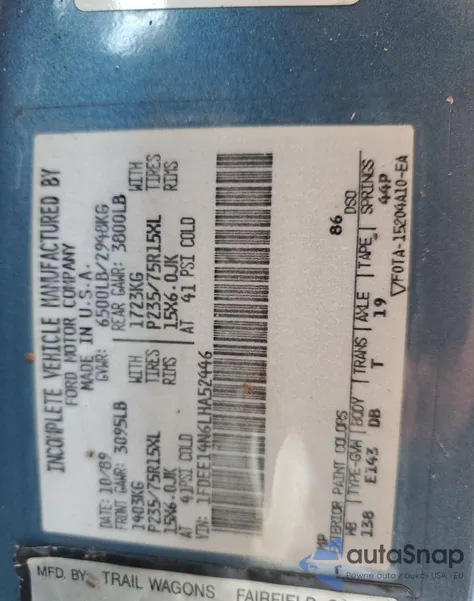 INCOMPLETE VEHICLE MANUFACTURED BY
FORD MOTOR COMPANY
MADE IN U.S.A.
DATE: 10/89 GVWR: 6500LB/2948KG
FRONT GAWR: 3095LB REAR GAWR: 3800LB
1403KG WITH 1723KG WITH
P235/75R15XL TIRES P235/75R15XL TIRES
15X6.0JK RIMS 15X6.0JK RIMS
AT 41PSI COLD AT 41 PSI COLD
VIN: 1FDEE14N6LHA52446
86
DSO
EXTERIOR PAINT COLORS
WB TYPE-GVW BODY TRANS AXLE TAPE SPRINGS
138 E143 DB T 19 44P
F0TA-15204A10-EA
MFD. BY: TRAIL WAGONS
autoSnap